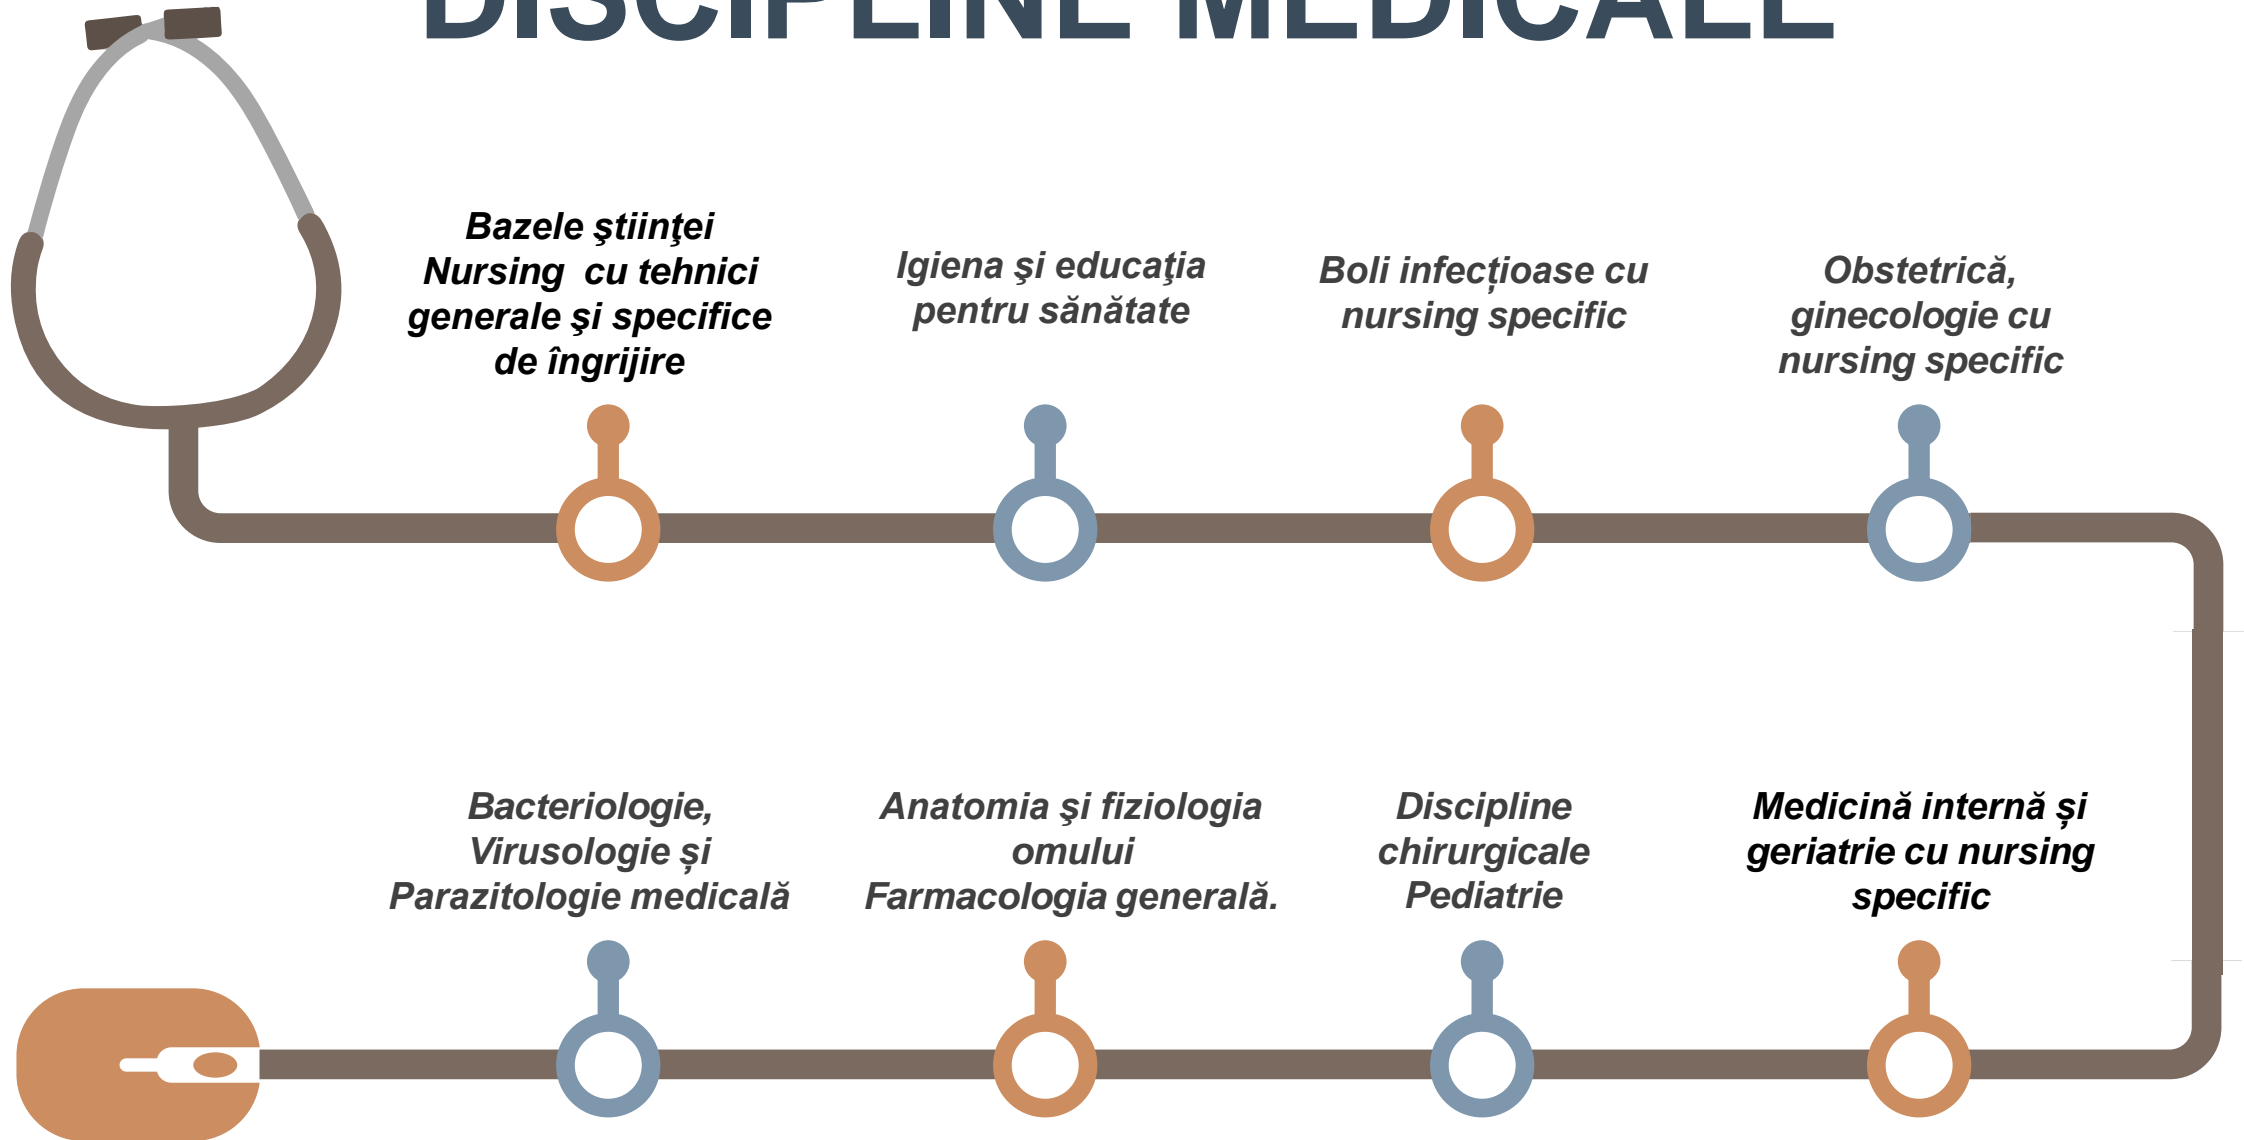 DISCIPLINE MEDICALE
Bazele ştiinţei
Nursing cu tehnici
generale şi specifice
de îngrijire
Igiena şi educaţia
pentru sănătate
Boli infecțioase cu
nursing specific
Obstetrică,
ginecologie cu
nursing specific
Bacteriologie,
Virusologie și
Parazitologie medicală
Anatomia şi fiziologia
omului
Farmacologia generală.
Discipline
chirurgicale
Pediatrie
Medicină internă și
geriatrie cu nursing
specific